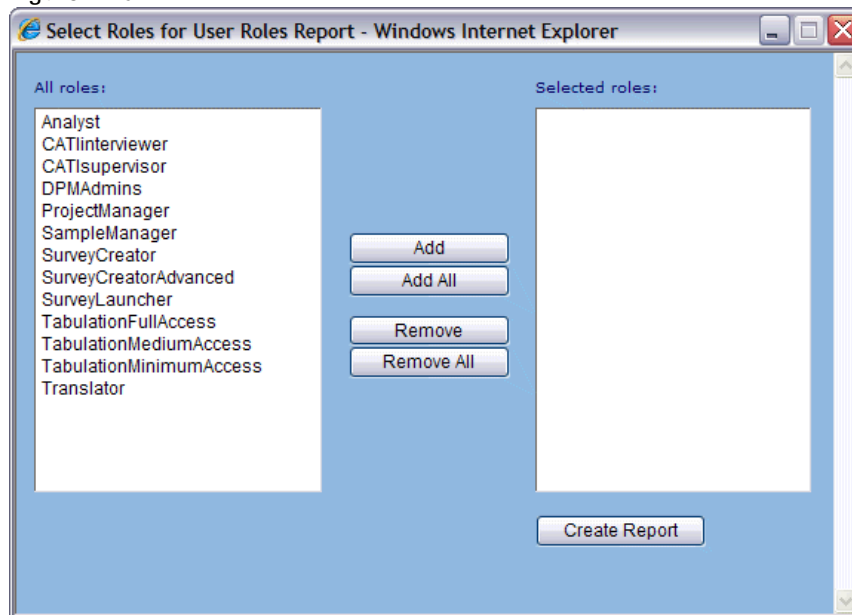 Select Roles for User Roles Report - Windows Internet Explorer
All roles:
Selected roles:
Analyst
CATIinterviewer
CATIsupervisor
DPMAdmins
ProjectManager
SampleManager
SurveyCreator
SurveyCreatorAdvanced
SurveyLauncher
TabulationFullAccess
TabulationMediumAccess
TabulationMinimumAccess
Translator
Add
Add All
Remove
Remove All
Create Report